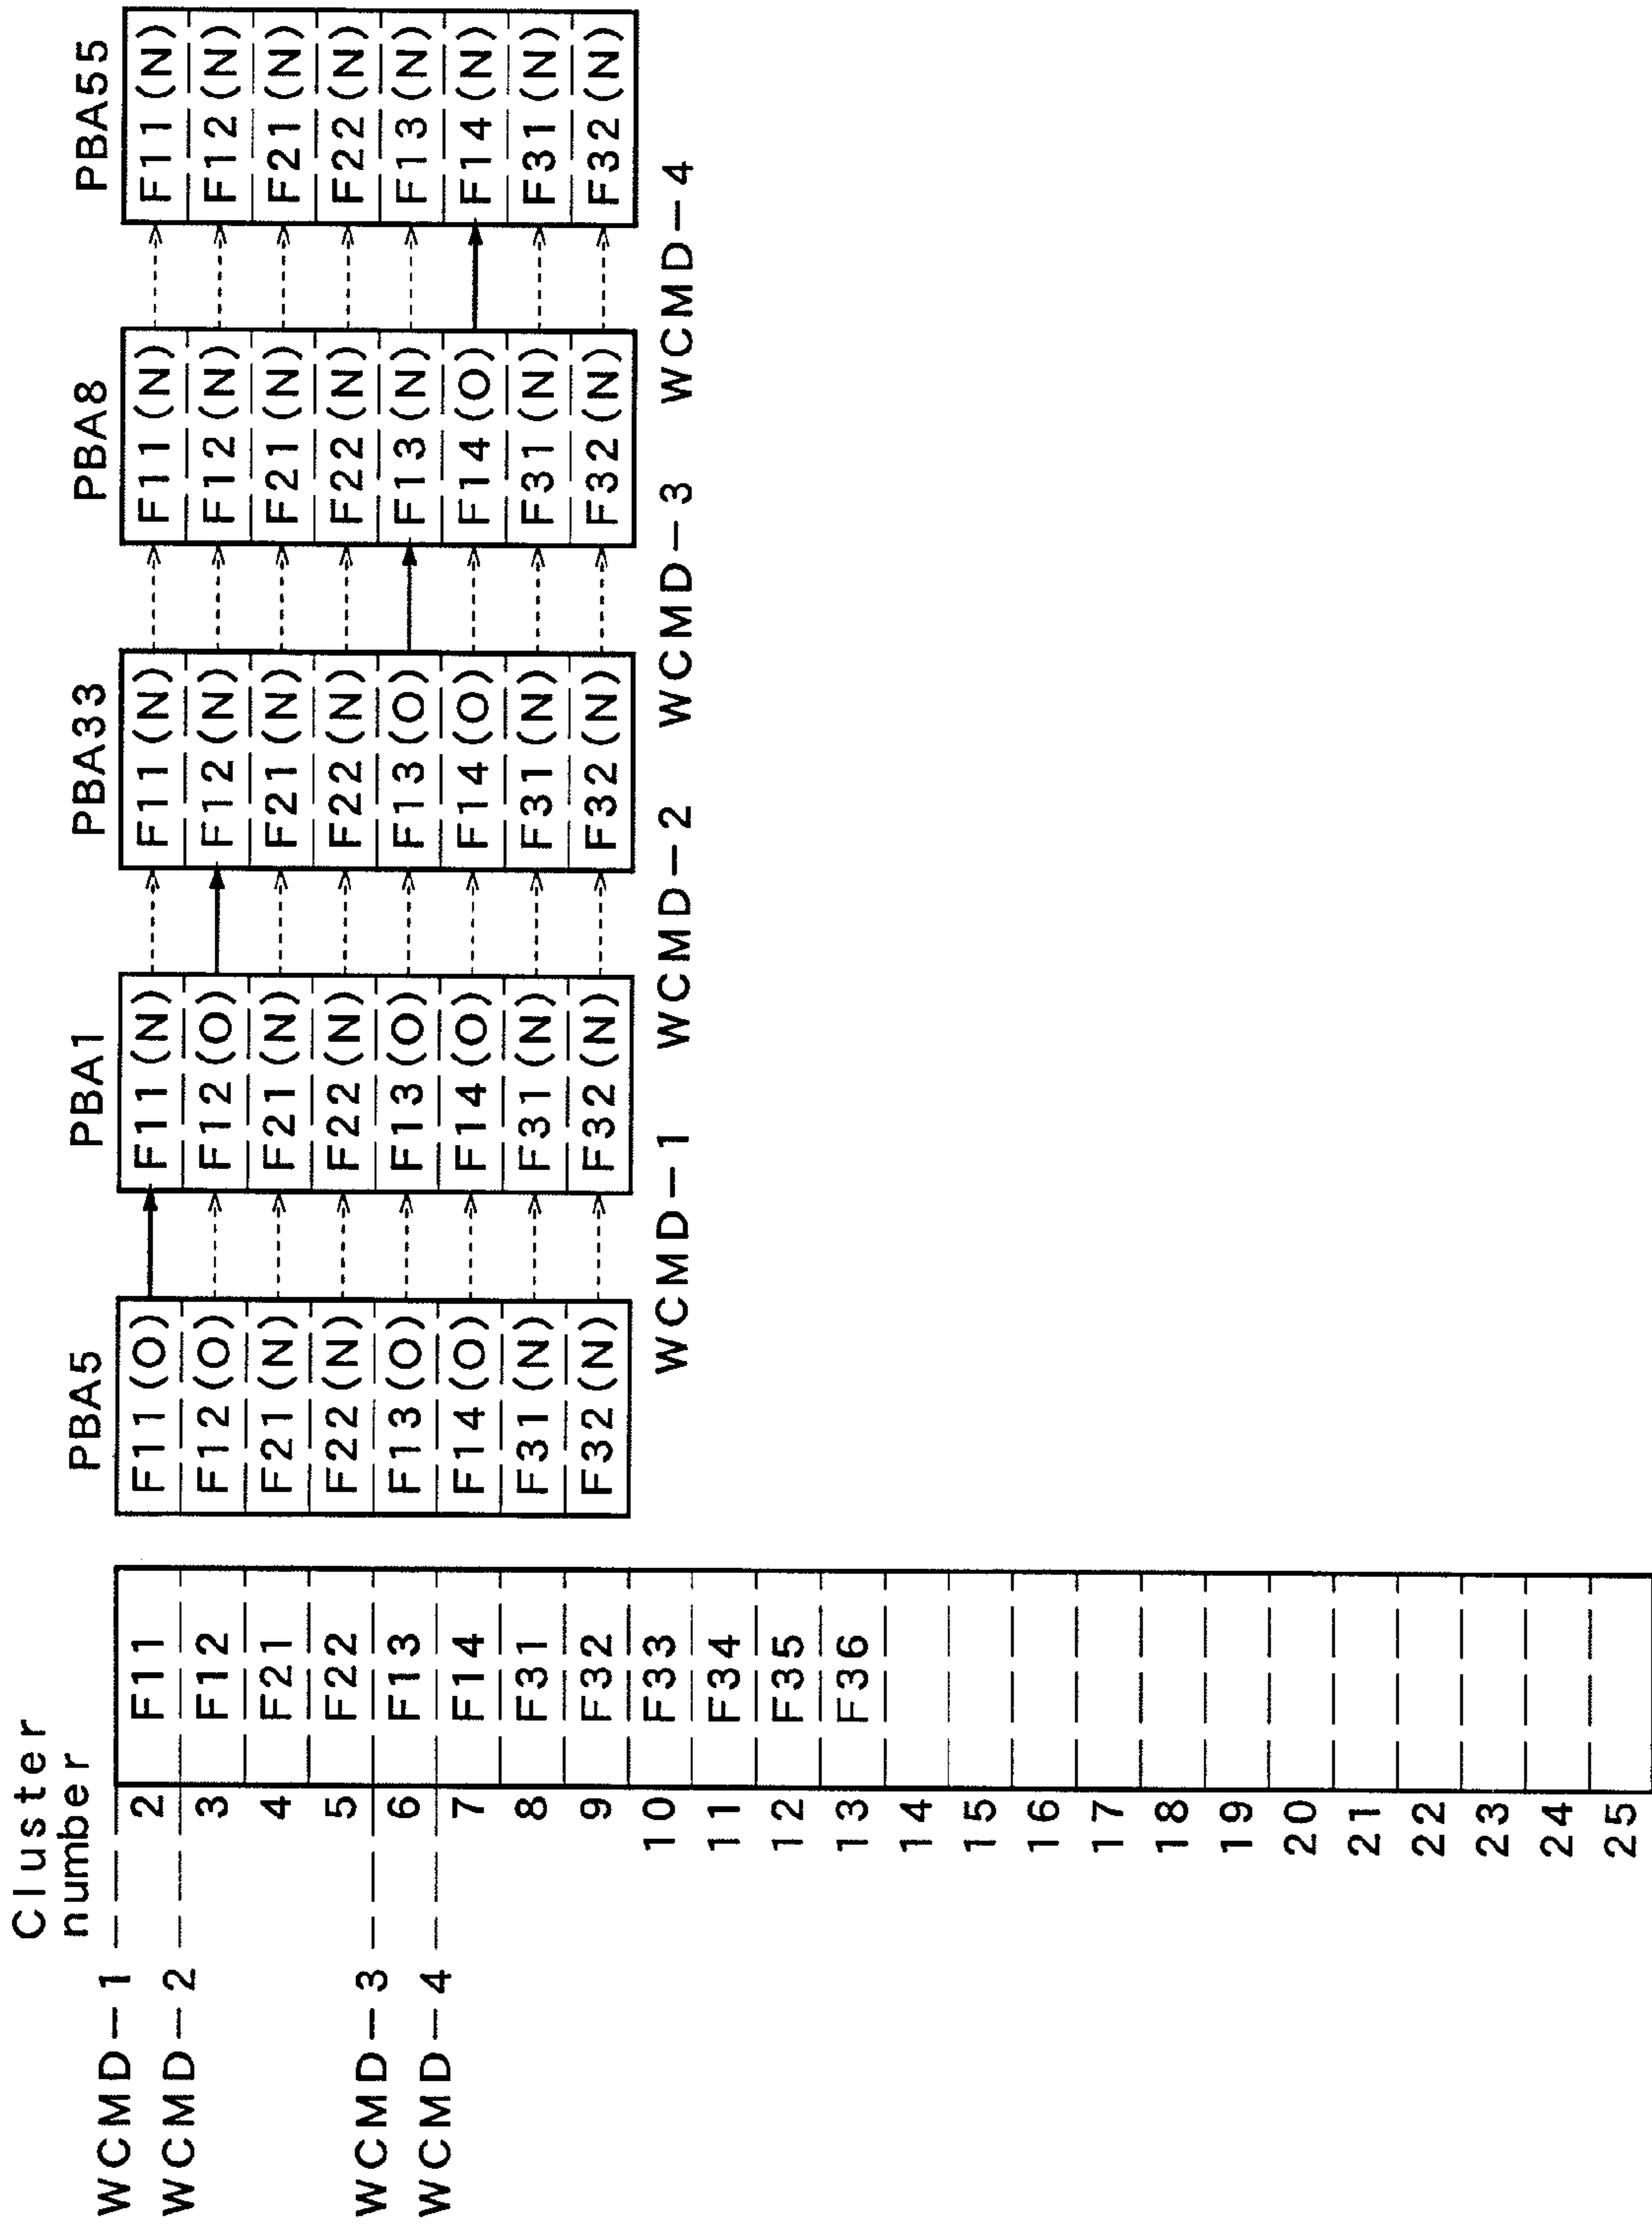 Cluster
number
WCMD-1
WCMD-2
WCMD-3
WCMD-4
2 F11
3 F12
4 F21
5 F22
6 F13
7 F14
8 F31
9 F32
10 F33
11 F34
12 F35
13 F36
14
15
16
17
18
19
20
21
22
23
24
25
PBA5
F11(O)
F12(O)
F21(N)
F22(N)
F13(O)
F14(O)
F31(N)
F32(N)
WCMD-1
PBA1
F11(N)
F12(O)
F21(N)
F22(N)
F13(O)
F14(O)
F31(N)
F32(N)
WCMD-2
PBA33
F11(N)
F12(N)
F21(N)
F22(N)
F13(O)
F14(O)
F31(N)
F32(N)
WCMD-3
PBA8
F11(N)
F12(N)
F21(N)
F22(N)
F13(N)
F14(O)
F31(N)
F32(N)
WCMD-4
PBA55
F11(N)
F12(N)
F21(N)
F22(N)
F13(N)
F14(N)
F31(N)
F32(N)